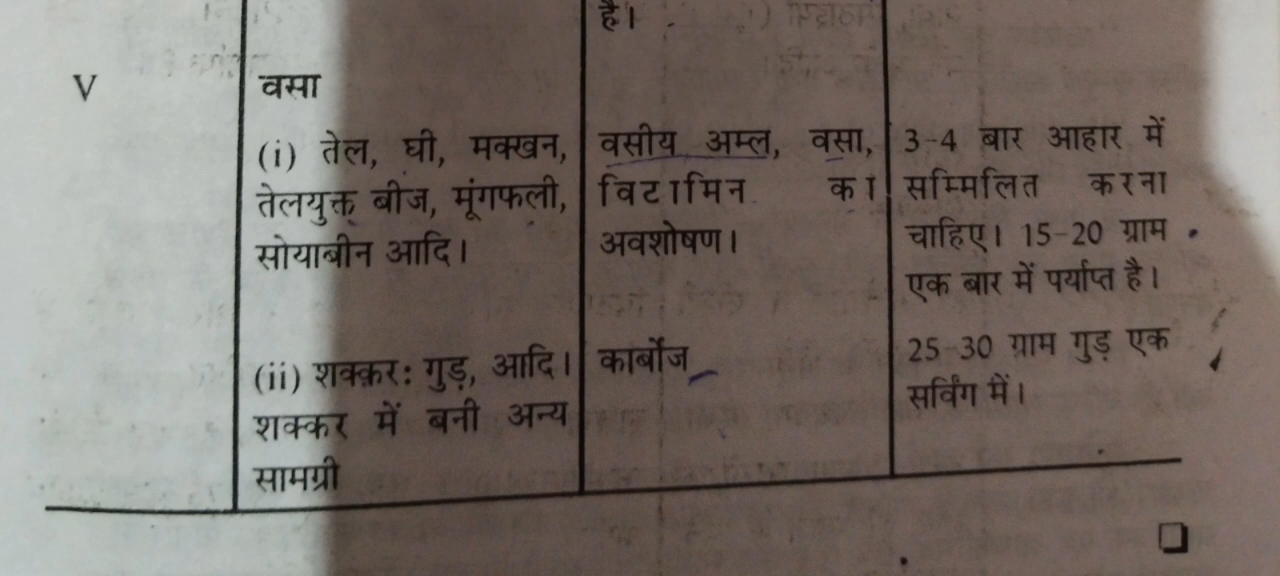 है।
V
वसा
(i) तेल, घी, मक्खन,
तेलयुक्त बीज, मूंगफली,
सोयाबीन आदि।
वसीय अम्ल, वसा,
विटामिन का
अवशोषण।
3-4 बार आहार में
सम्मिलित करना
चाहिए। 15-20 ग्राम
एक बार में पर्याप्त है।
(ii) शक्कर: गुड़, आदि।
शक्कर में बनी अन्य
सामग्री
कार्बोज
25-30 ग्राम गुड़ एक
सर्विंग में।